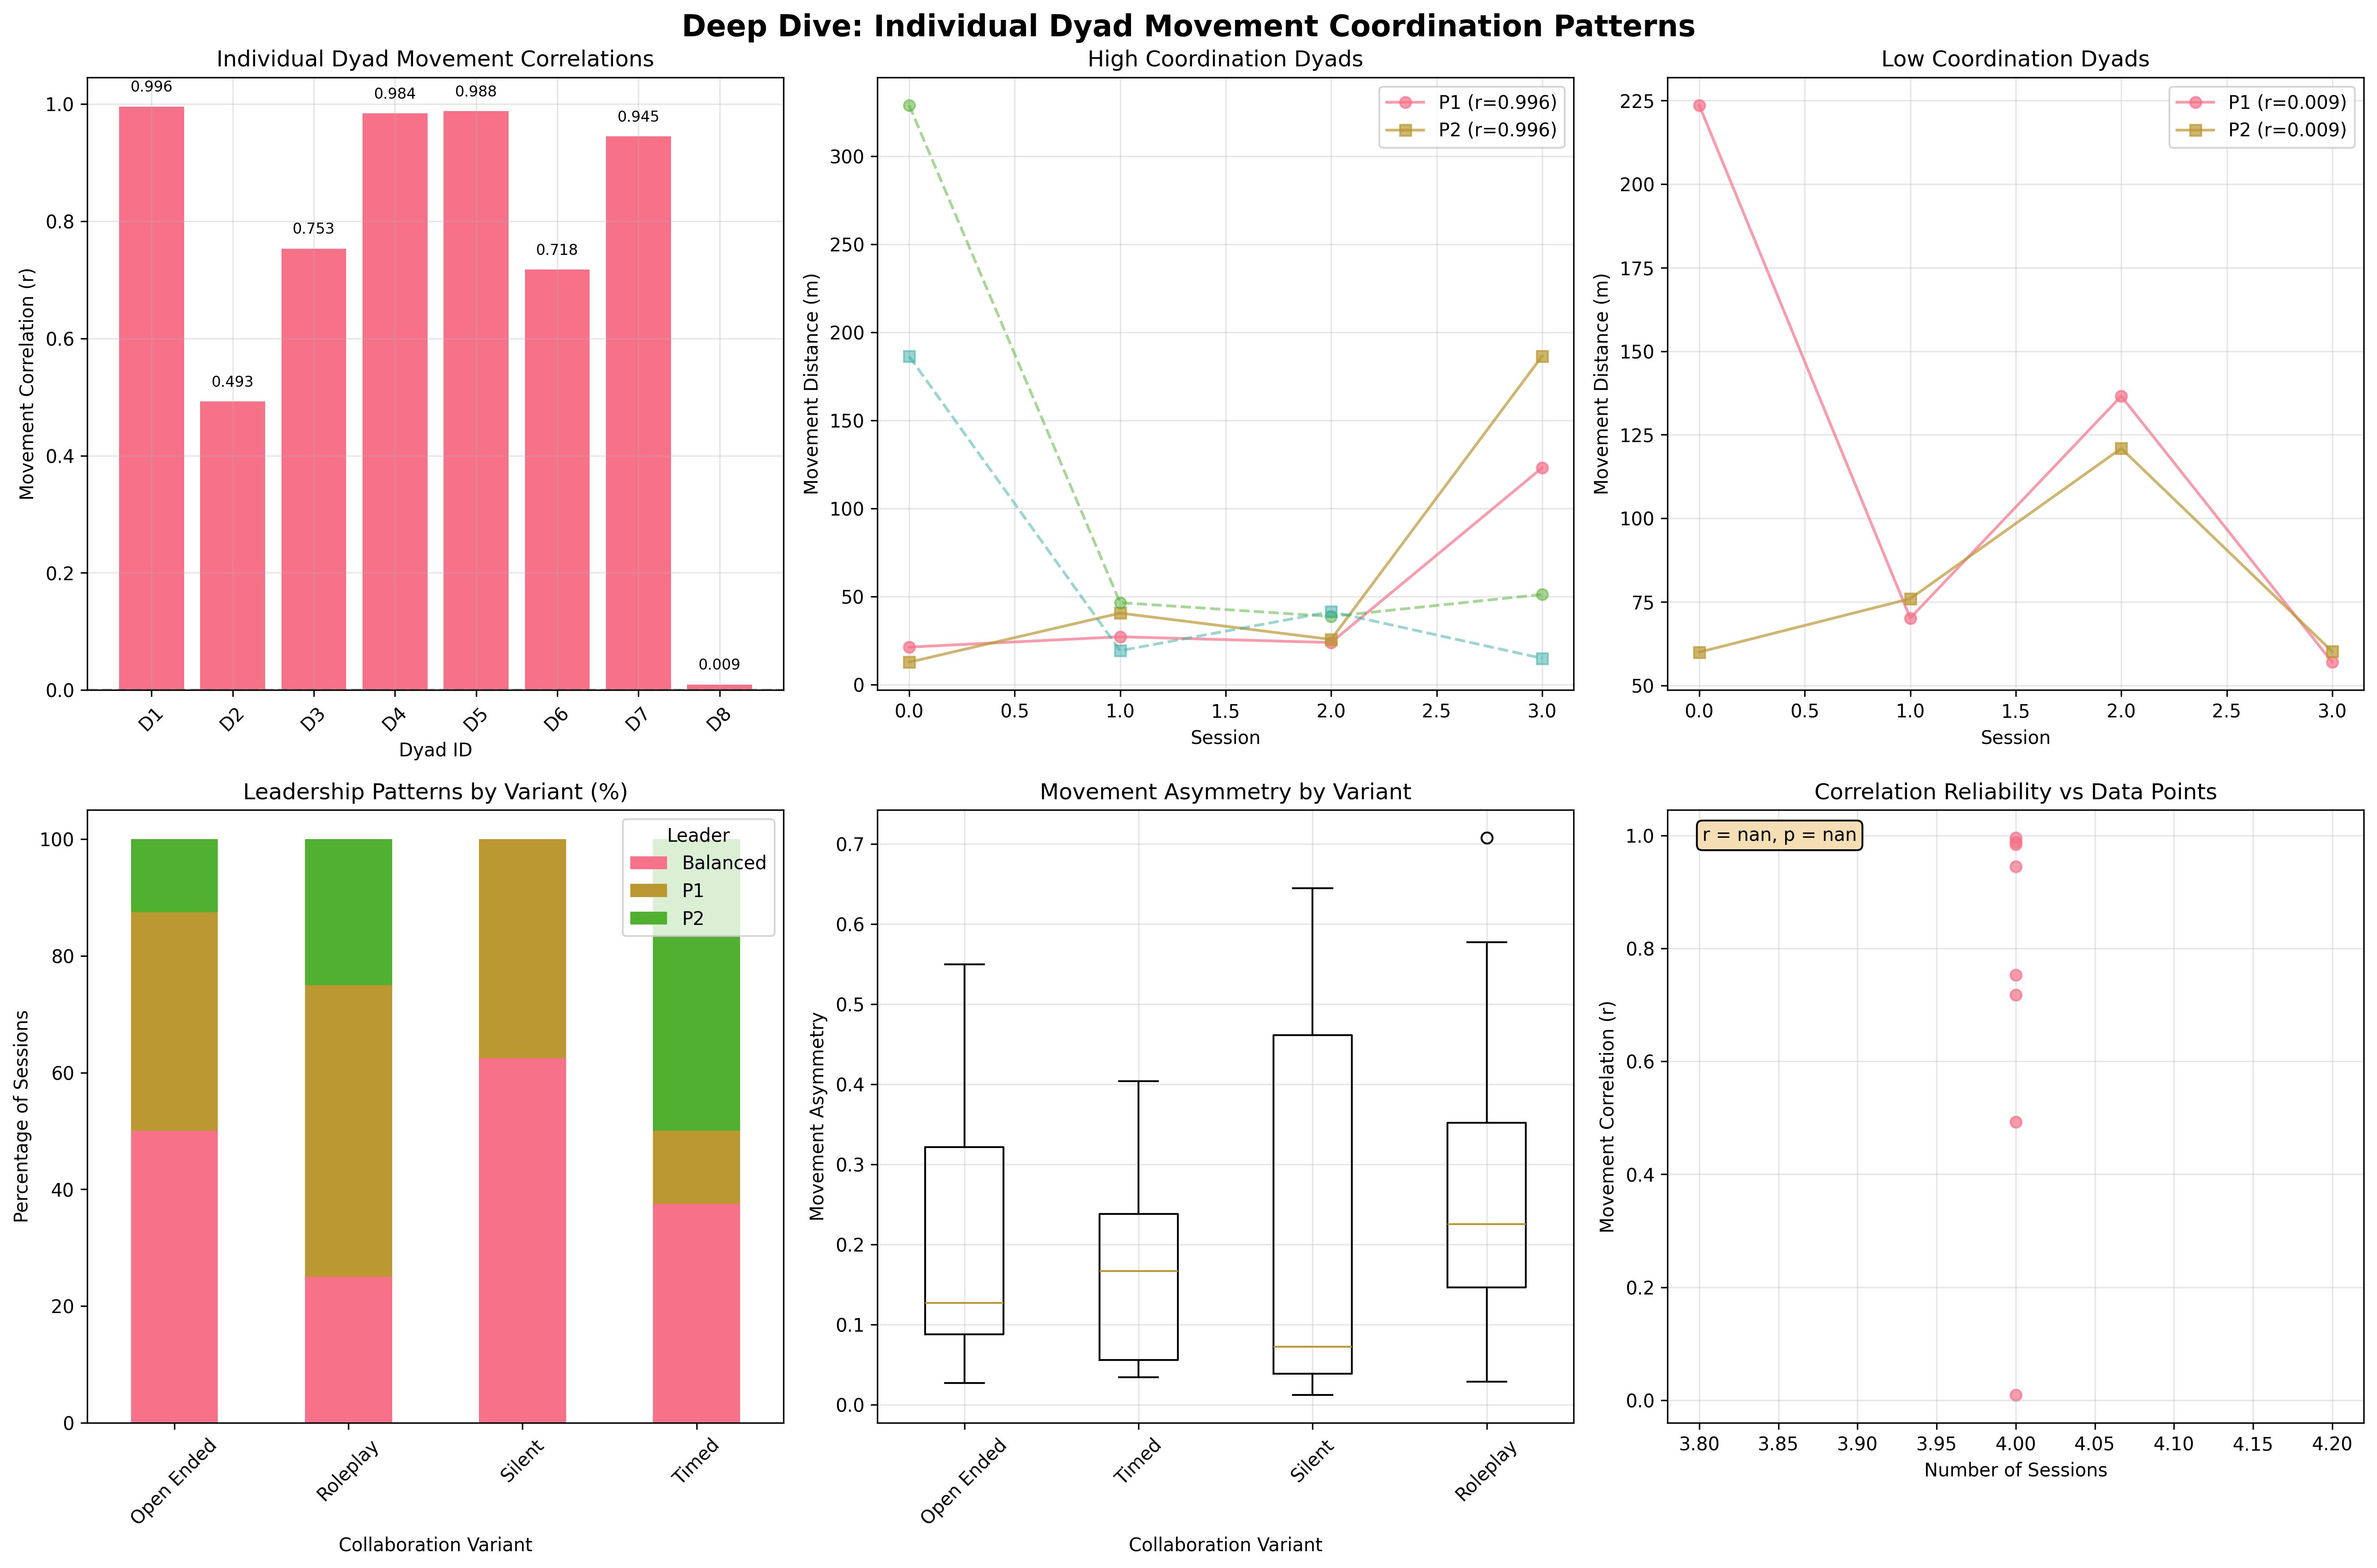 Deep Dive: Individual Dyad Movement Coordination Patterns
Individual Dyad Movement Correlations
Movement Correlation (r)
1.0
0.8
0.6
0.4
0.2
0.0
0.996
0.493
0.753
0.984
0.988
0.718
0.945
0.009
D1
D2
D3
D4
D5
D6
D7
D8
Dyad ID
High Coordination Dyads
P1 (r=0.996)
P2 (r=0.996)
Movement Distance (m)
300
250
200
150
100
50
0
0.0 0.5 1.0 1.5 2.0 2.5 3.0
Session
Low Coordination Dyads
P1 (r=0.009)
P2 (r=0.009)
Movement Distance (m)
225
200
175
150
125
100
75
50
0.0 0.5 1.0 1.5 2.0 2.5 3.0
Session
Leadership Patterns by Variant (%)
Leader
Balanced
P1
P2
Percentage of Sessions
100
80
60
40
20
0
Open Ended
Roleplay
Silent
Timed
Collaboration Variant
Movement Asymmetry by Variant
Movement Asymmetry
0.7
0.6
0.5
0.4
0.3
0.2
0.1
0.0
Open Ended
Timed
Silent
Roleplay
Collaboration Variant
Correlation Reliability vs Data Points
r = nan, p = nan
Movement Correlation (r)
1.0
0.8
0.6
0.4
0.2
0.0
3.80 3.85 3.90 3.95 4.00 4.05 4.10 4.15 4.20
Number of Sessions